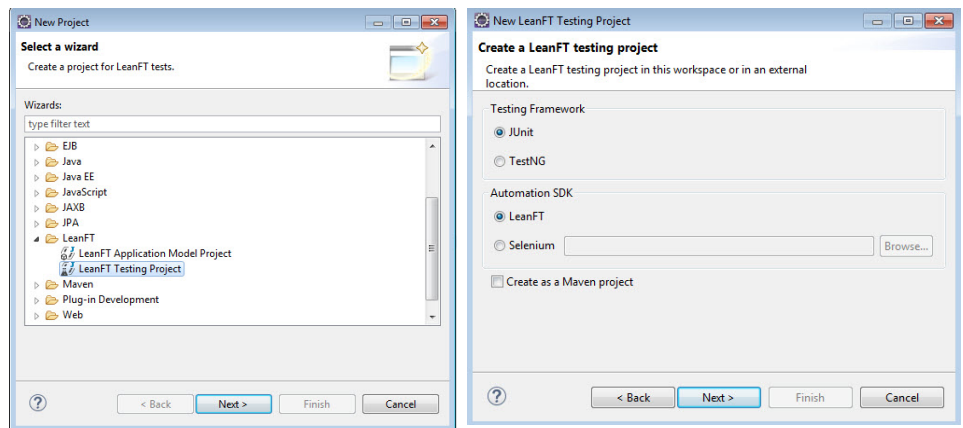 New Project
Select a wizard
Create a project for LeanFT tests.
Wizards:
type filter text
EJB
Java
Java EE
JavaScript
JAXB
JPA
LeanFT
LeanFT Application Model Project
LeanFT Testing Project
Maven
Plug-in Development
Web
?
< Back
Next >
Finish
Cancel
New LeanFT Testing Project
Create a LeanFT testing project
Create a LeanFT testing project in this workspace or in an external
location.
Testing Framework
JUnit
TestNG
Automation SDK
LeanFT
Selenium
Browse...
Create as a Maven project
?
< Back
Next >
Finish
Cancel